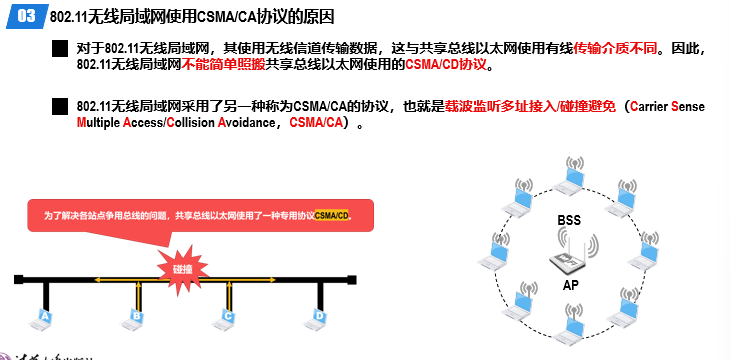 03 802.11无线局域网使用CSMA/CA协议的原因
对于802.11无线局域网，其使用无线信道传输数据，这与共享总线以太网使用有线传输介质不同。因此，
802.11无线局域网不能简单照搬共享总线以太网使用的CSMA/CD协议。
802.11无线局域网采用了另一种称为CSMA/CA的协议，也就是载波监听多址接入/碰撞避免（Carrier Sense
Multiple Access/Collision Avoidance，CSMA/CA）。
为了解决各站点争用总线的问题，共享总线以太网使用了一种专用协议CSMA/CD。
碰撞
A
B
C
D
BSS
AP